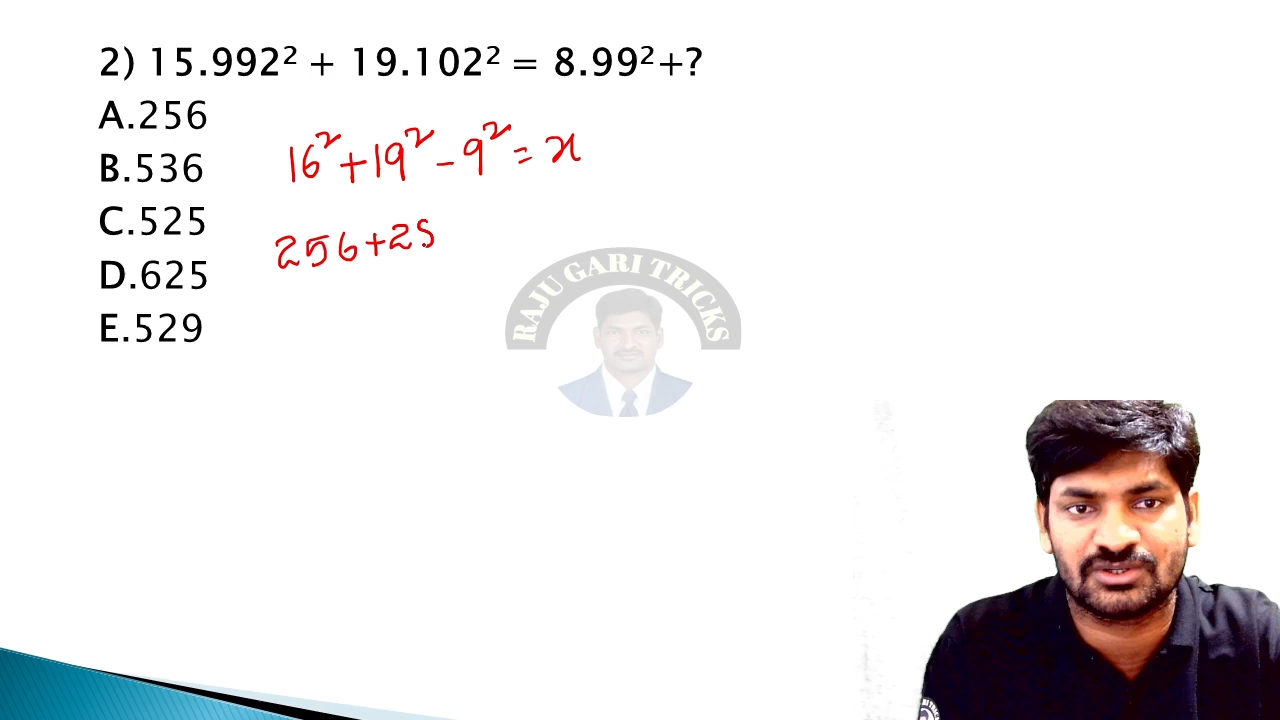 2) 15.992² + 19.102² = 8.99²+?
A.256
B.536
C.525
D.625
E.529
16² + 19² - 9² = x
256+25
RAJU GARI TRICKS